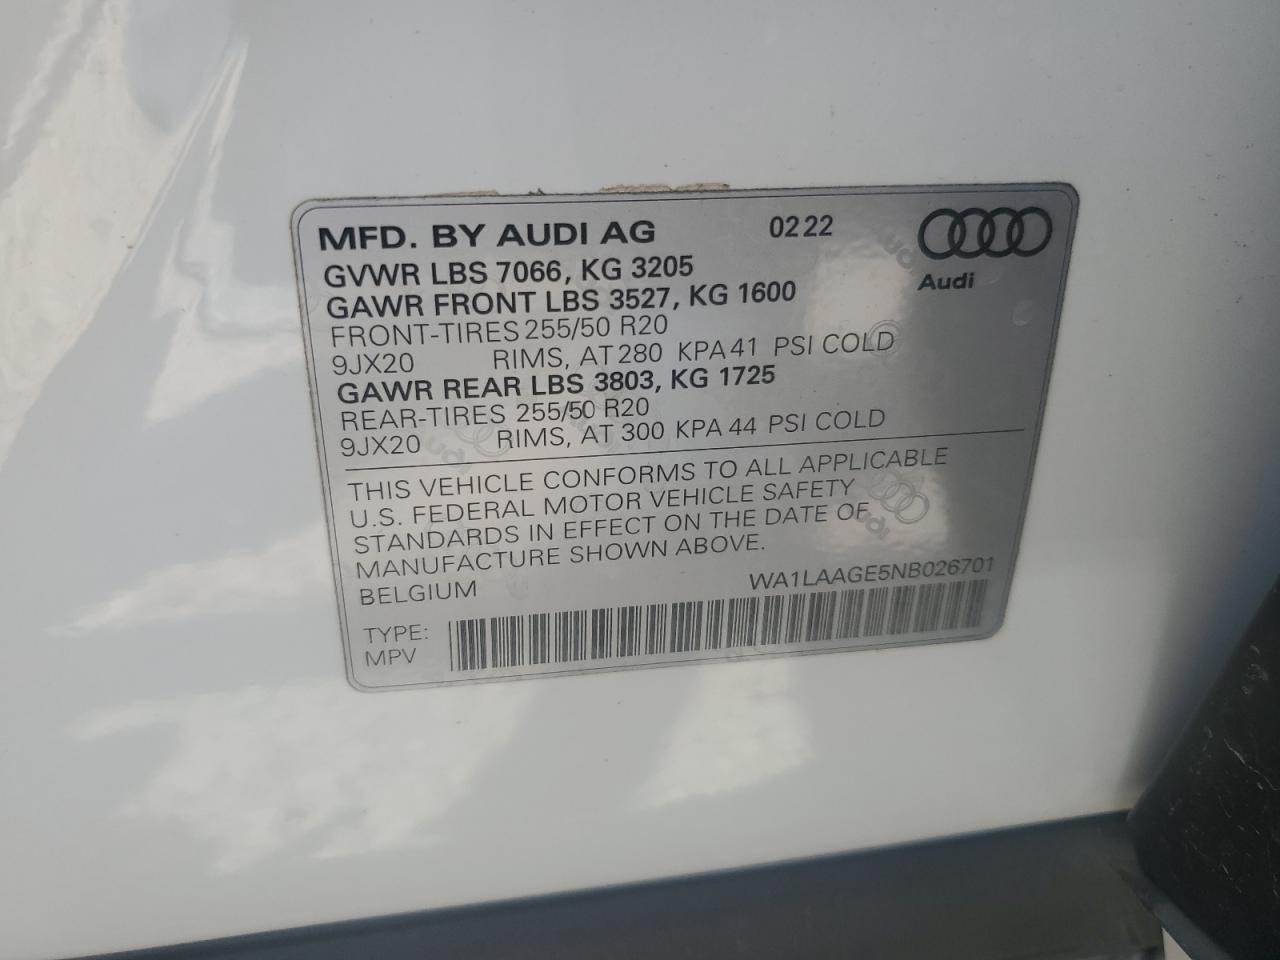 MFD. BY AUDI AG 0222
Audi
GVWR LBS 7066, KG 3205
GAWR FRONT LBS 3527, KG 1600
FRONT-TIRES 255/50 R20
9JX20 RIMS, AT 280 KPA 41 PSI COLD
GAWR REAR LBS 3803, KG 1725
REAR-TIRES 255/50 R20
9JX20 RIMS, AT 300 KPA 44 PSI COLD
THIS VEHICLE CONFORMS TO ALL APPLICABLE
U.S. FEDERAL MOTOR VEHICLE SAFETY
STANDARDS IN EFFECT ON THE DATE OF
MANUFACTURE SHOWN ABOVE.
BELGIUM WA1LAAGE5NB026701
TYPE:
MPV